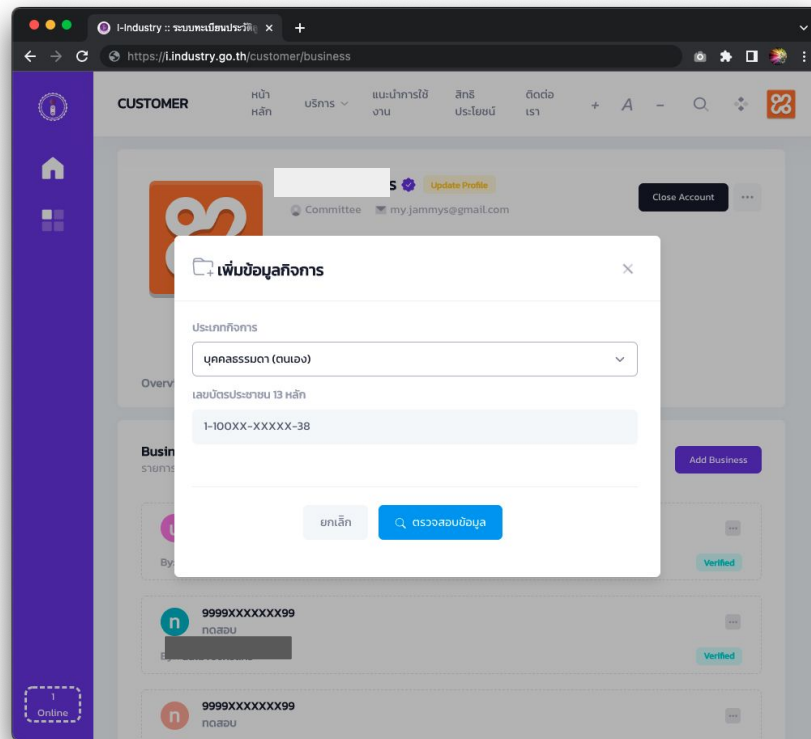 I-Industry :: ระบบทะเบียนประวัติ
https://i.industry.go.th/customer/business
CUSTOMER
หน้า
หลัก
บริการ
แนะนำการใช้
งาน
สิทธิ
ประโยชน์
ติดต่อ
เรา
+ A -
S Update Profile
Committee my.jammys@gmail.com
Close Account
เพิ่มข้อมูลกิจการ
ประเภทกิจการ
บุคคลธรรมดา (ตนเอง)
เลขบัตรประชาชน 13 หลัก
1-100XX-XXXXX-38
ยกเล็ก
ตรวจสอบข้อมูล
Add Business
By:
Verified
n
9999XXXXXXX99
ทดสอบ
Verified
n
9999XXXXXXX99
ทดสอบ
1
Online